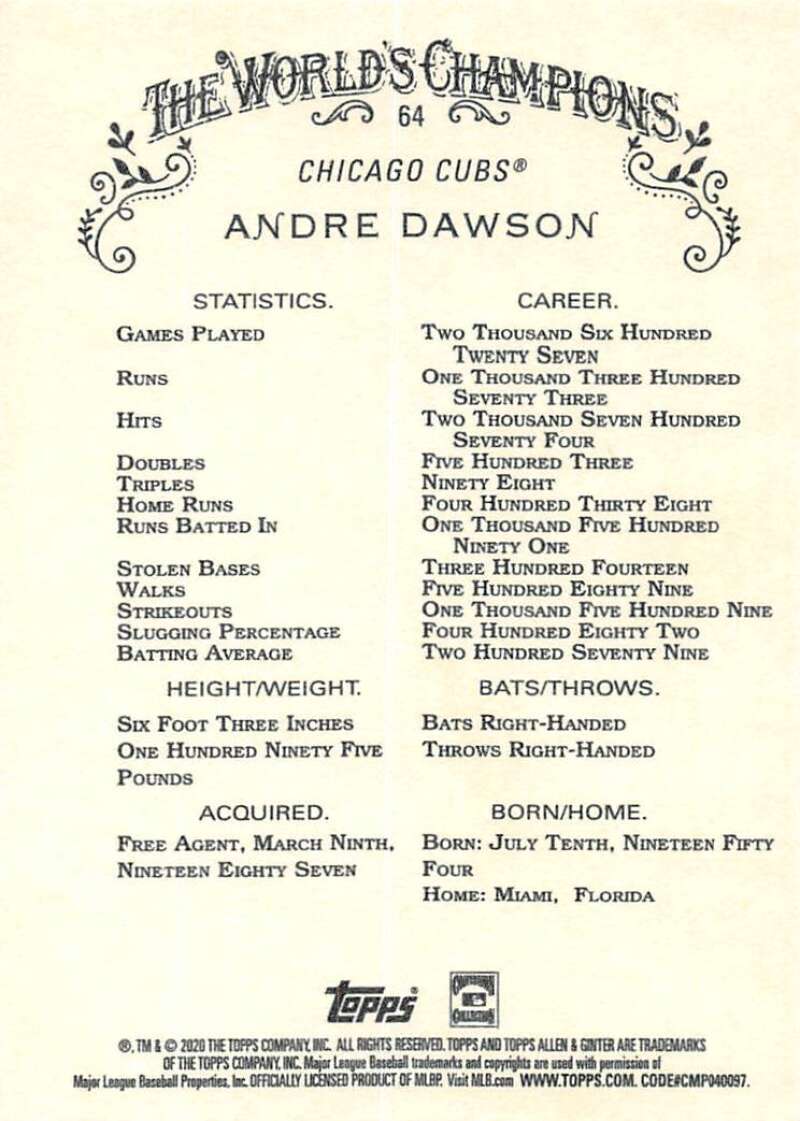 THE WORLD'S CHAMPIONS
64
CHICAGO CUBS®
ANDRE DAWSON
STATISTICS. CAREER.
GAMES PLAYED TWO THOUSAND SIX HUNDRED
TWENTY SEVEN
RUNS ONE THOUSAND THREE HUNDRED
SEVENTY THREE
HITS TWO THOUSAND SEVEN HUNDRED
SEVENTY FOUR
DOUBLES FIVE HUNDRED THREE
TRIPLES NINETY EIGHT
HOME RUNS FOUR HUNDRED THIRTY EIGHT
RUNS BATTED IN ONE THOUSAND FIVE HUNDRED
NINETY ONE
STOLEN BASES THREE HUNDRED FOURTEEN
WALKS FIVE HUNDRED EIGHTY NINE
STRIKEOUTS ONE THOUSAND FIVE HUNDRED NINE
SLUGGING PERCENTAGE FOUR HUNDRED EIGHTY TWO
BATTING AVERAGE TWO HUNDRED SEVENTY NINE
HEIGHT/WEIGHT. BATS/THROWS.
SIX FOOT THREE INCHES BATS RIGHT-HANDED
ONE HUNDRED NINETY FIVE THROWS RIGHT-HANDED
POUNDS
ACQUIRED. BORN/HOME.
FREE AGENT, MARCH NINTH, BORN: JULY TENTH, NINETEEN FIFTY
NINETEEN EIGHTY SEVEN FOUR
HOME: MIAMI, FLORIDA
Topps® COOPERSTOWN
COLLECTION
®, TM & © 2020 THE TOPPS COMPANY, INC. ALL RIGHTS RESERVED. TOPPS AND TOPPS ALLEN & GINTER ARE TRADEMARKS
OF THE TOPPS COMPANY, INC. Major League Baseball trademarks and copyrights are used with permission of
Major League Baseball Properties, Inc. OFFICIALLY LICENSED PRODUCT OF MLBP. Visit MLB.com WWW.TOPPS.COM. CODE#CMP040097.